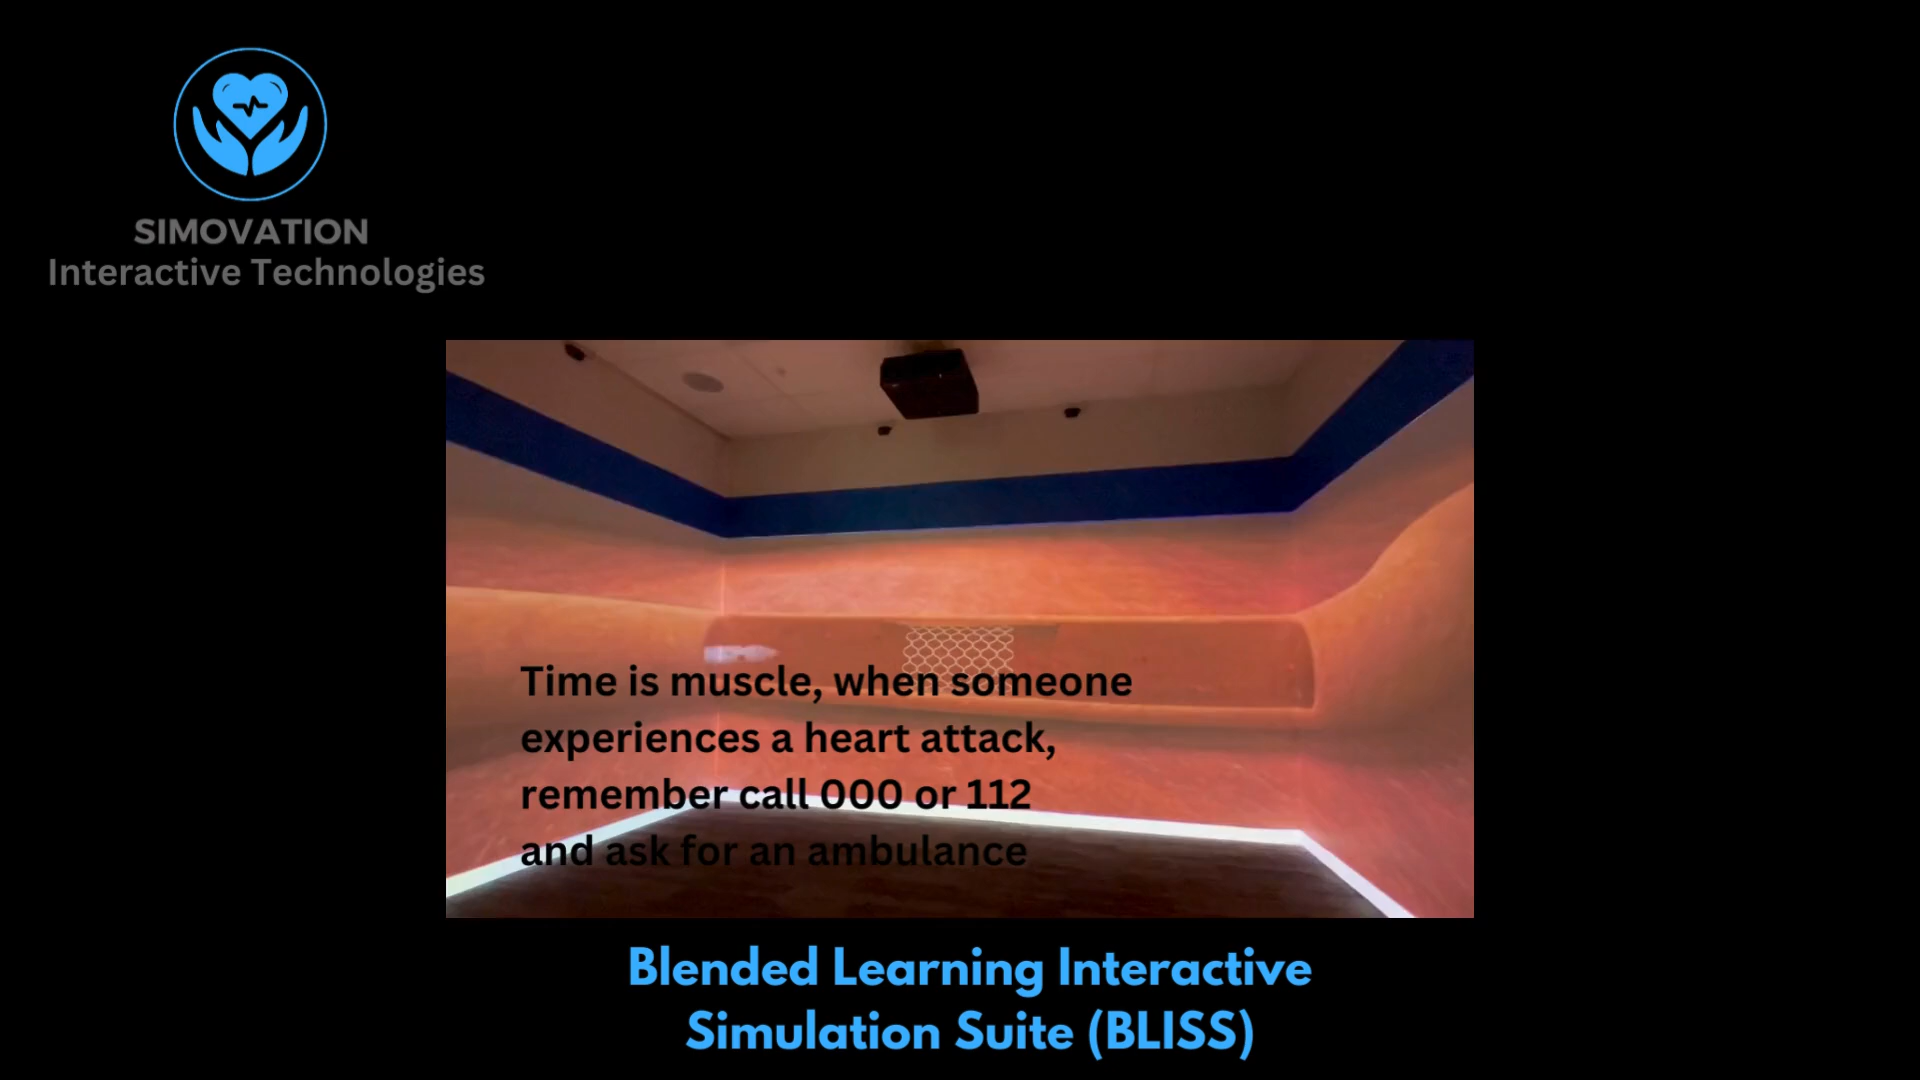 SIMOVATION
Interactive Technologies
Time is muscle, when someone
experiences a heart attack,
remember call 000 or 112
and ask for an ambulance
Blended Learning Interactive
Simulation Suite (BLISS)